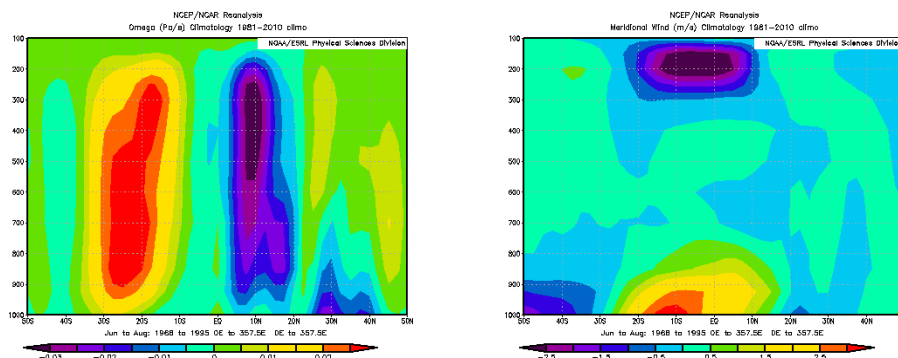 NCEP/NCAR Reanalysis
Omega (Pa/s) Climatology 1981-2010 climo
NOAA/ESRL Physical Sciences Division
100
200
300
400
500
600
700
800
900
1000
50S 40S 30S 20S 10S EQ 10N 20N 30N 40N 50N
Jun to Aug: 1968 to 1995 0E to 357.5E 0E to 357.5E
-0.03 -0.02 -0.01 0 0.01 0.02
NCEP/NCAR Reanalysis
Meridional Wind (m/s) Climatology 1981-2010 climo
NOAA/ESRL Physical Sciences Division
100
200
300
400
500
600
700
800
900
1000
50S 40S 30S 20S 10S EQ 10N 20N 30N 40N
Jun to Aug: 1968 to 1995 0E to 357.5E 0E to 357.5E
-2.5 -1.5 -0.5 0.5 1.5 2.5